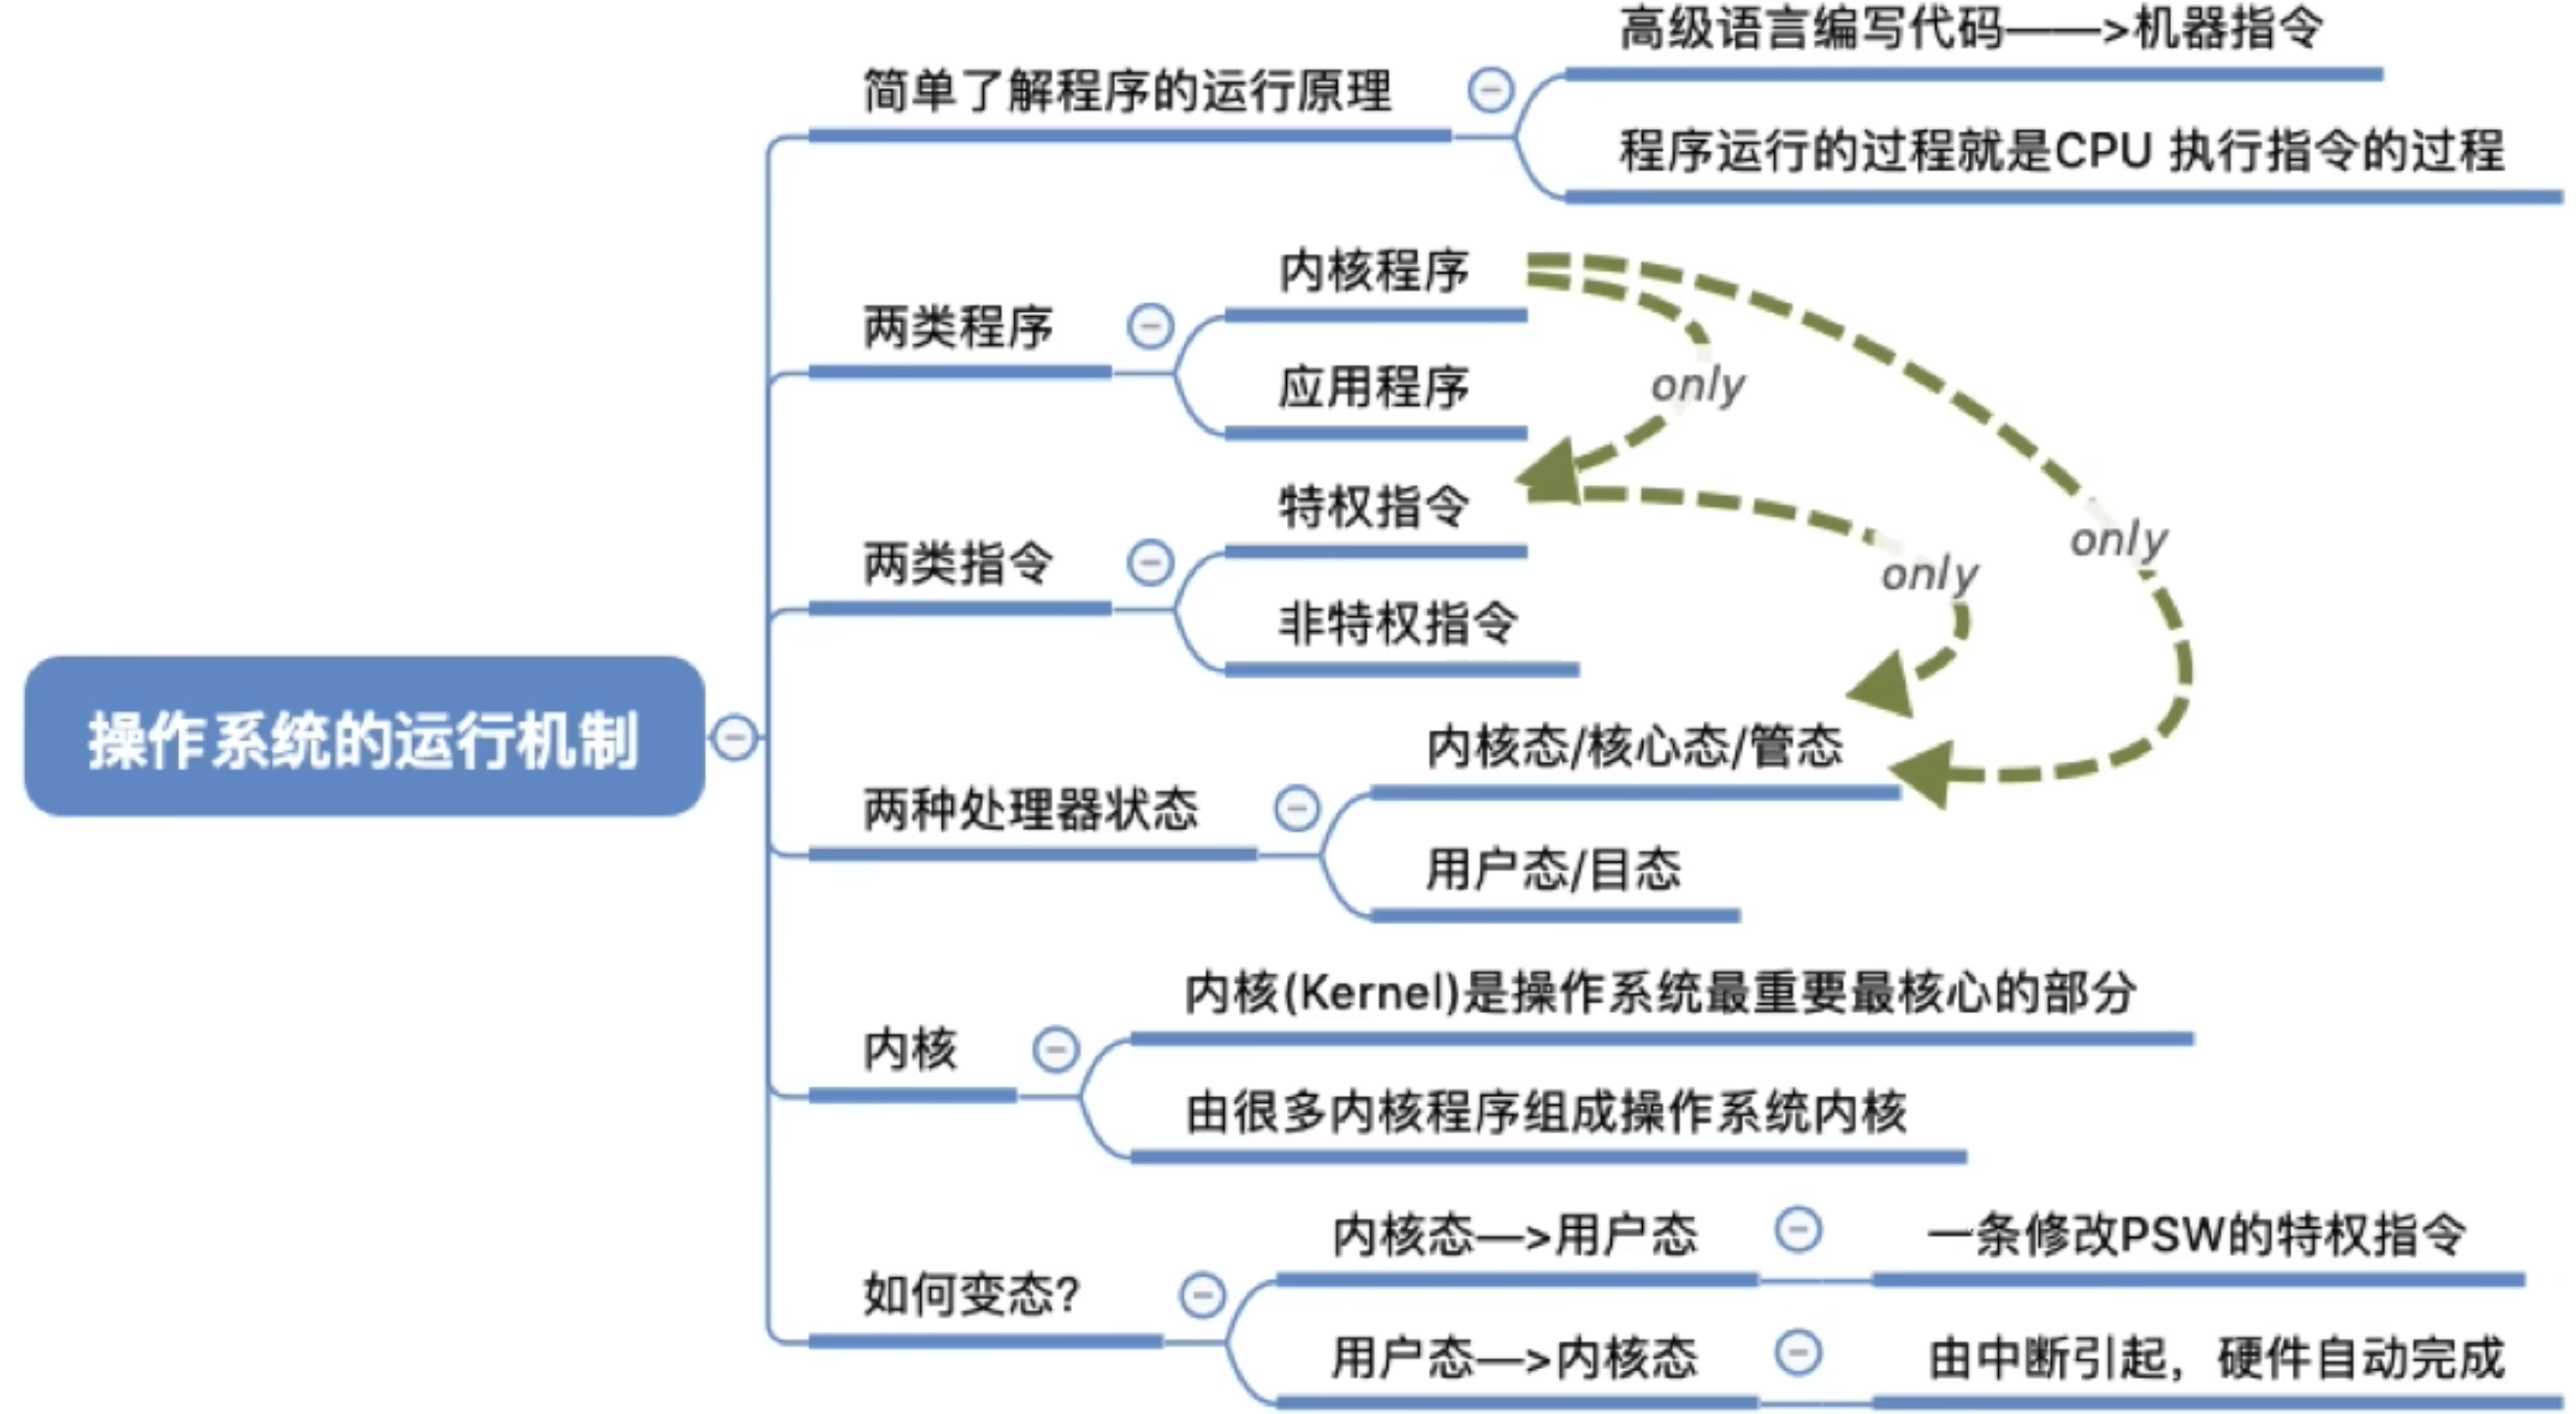 操作系统的运行机制
简单了解程序的运行原理
高级语言编写代码——>机器指令
程序运行的过程就是CPU 执行指令的过程
两类程序
内核程序
应用程序
only
两类指令
特权指令
非特权指令
only
only
两种处理器状态
内核态/核心态/管态
用户态/目态
内核
内核(Kernel)是操作系统最重要最核心的部分
由很多内核程序组成操作系统内核
如何变态?
内核态—>用户态
一条修改PSW的特权指令
用户态—>内核态
由中断引起，硬件自动完成